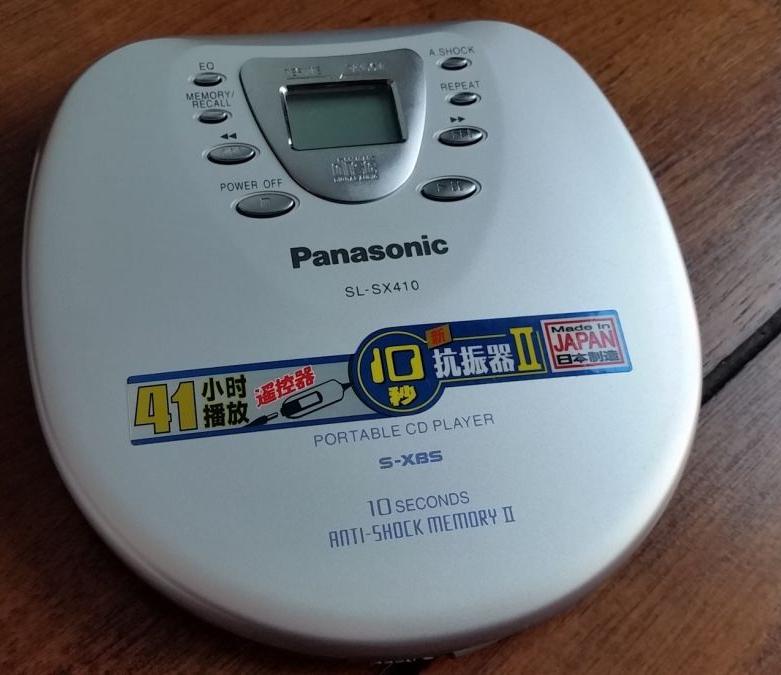 EQ
A.SHOCK
MEMORY/
RECALL
REPEAT
POWER OFF
Panasonic
SL-SX410
41 小时播放
遥控器
10秒
新
抗振器II
Made in
JAPAN
日本制造
PORTABLE CD PLAYER
S-XBS
10 SECONDS
ANTI-SHOCK MEMORY II